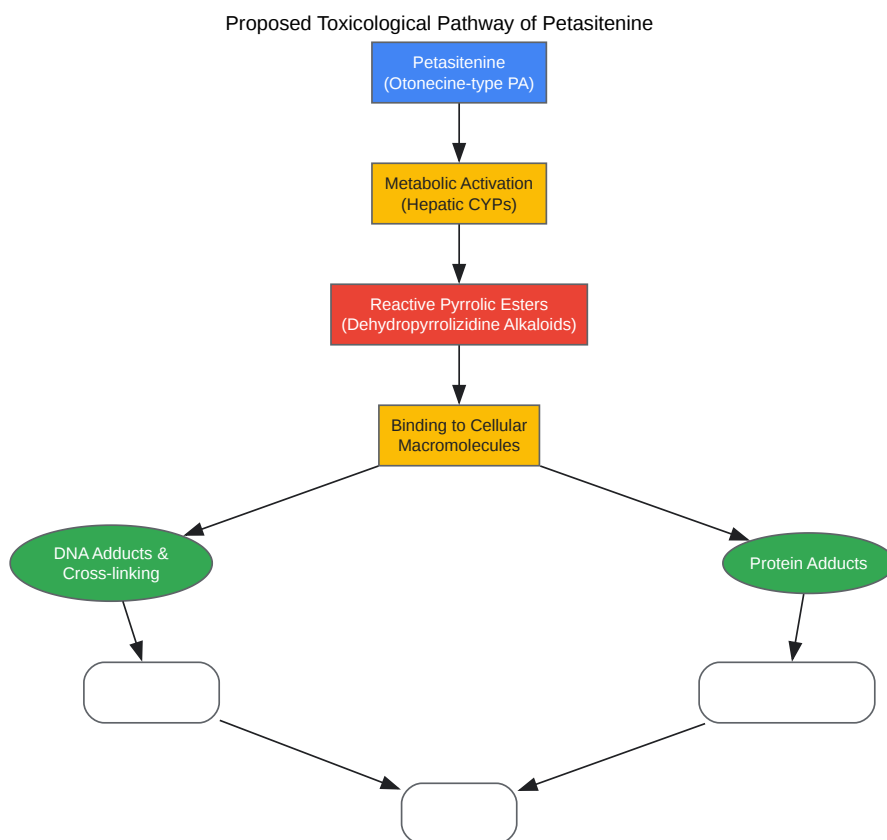 Proposed Toxicological Pathway of Petasitenine
Petasitenine
(Otonecine-type PA)
Metabolic Activation
(Hepatic CYPs)
Reactive Pyrrolic Esters
(Dehydropyrrolizidine Alkaloids)
Binding to Cellular
Macromolecules
DNA Adducts &
Cross-linking
Protein Adducts